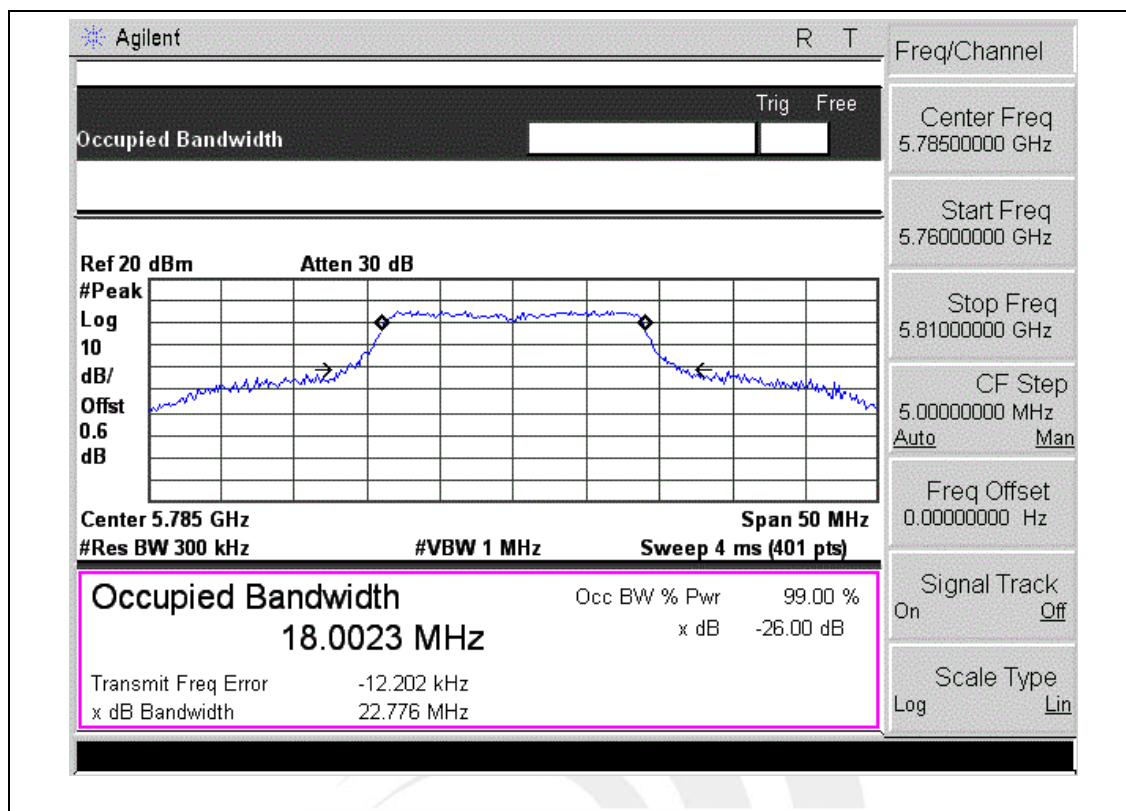 Agilent
R T
Freq/Channel
Trig Free
Occupied Bandwidth
Center Freq
5.78500000 GHz
Start Freq
5.76000000 GHz
Stop Freq
5.81000000 GHz
CF Step
5.00000000 MHz
Auto Man
Freq Offset
0.00000000 Hz
Signal Track
On Off
Scale Type
Log Lin
Ref 20 dBm Atten 30 dB
#Peak
Log
10
dB/
Offst
0.6
dB
Center 5.785 GHz Span 50 MHz
#Res BW 300 kHz #VBW 1 MHz Sweep 4 ms (401 pts)
Occupied Bandwidth
18.0023 MHz
Occ BW % Pwr 99.00 %
x dB -26.00 dB
Transmit Freq Error -12.202 kHz
x dB Bandwidth 22.776 MHz